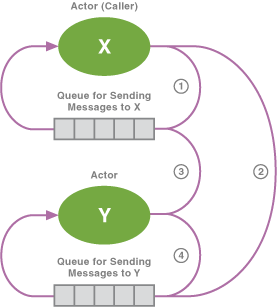 Actor (Caller)
X
1
Queue for Sending
Messages to X
3
2
Actor
Y
4
Queue for Sending
Messages to Y